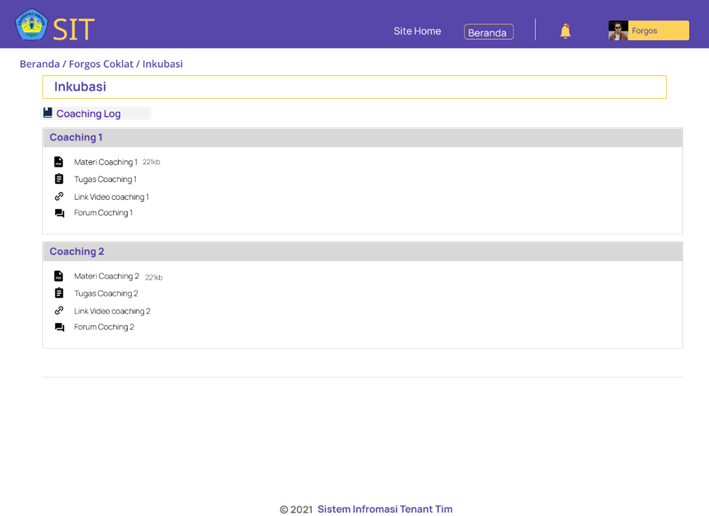 SIT
Site Home
Beranda
Forgos
Beranda / Forgos Coklat / Inkubasi
Inkubasi
Coaching Log
Coaching 1
Materi Coaching 1 221kb
Tugas Coaching 1
Link Video coaching 1
Forum Coching 1
Coaching 2
Materi Coaching 2 221kb
Tugas Coaching 2
Link Video coaching 2
Forum Coching 2
© 2021 Sistem Infromasi Tenant Tim